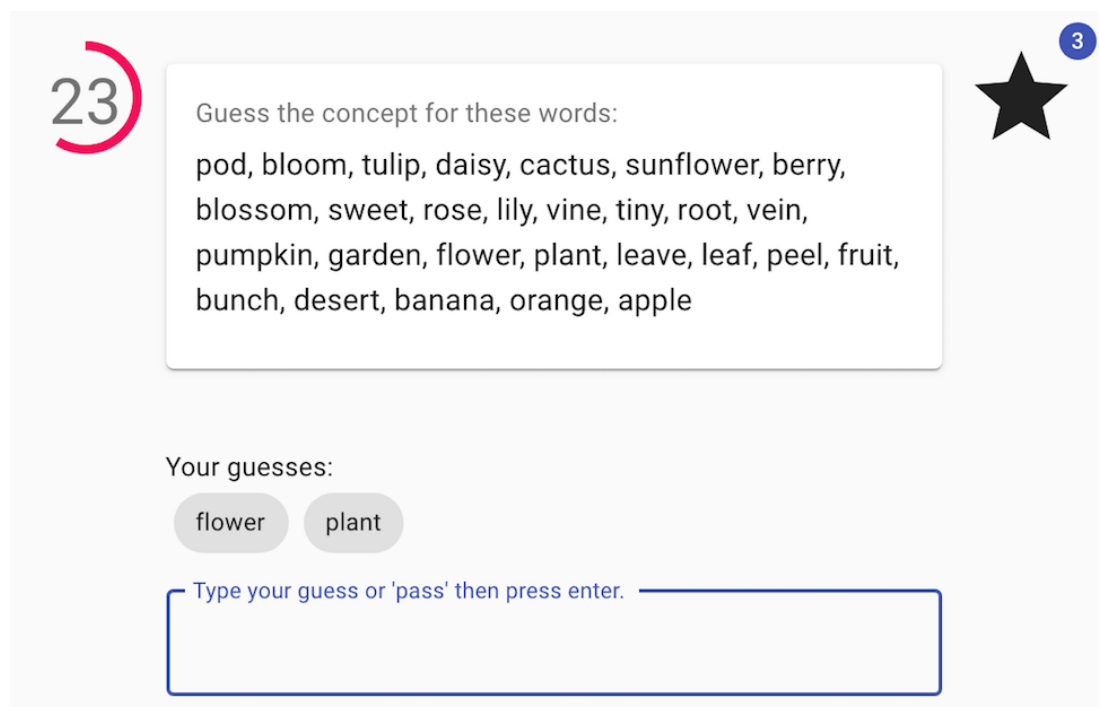 23
3
Guess the concept for these words:
pod, bloom, tulip, daisy, cactus, sunflower, berry,
blossom, sweet, rose, lily, vine, tiny, root, vein,
pumpkin, garden, flower, plant, leave, leaf, peel, fruit,
bunch, desert, banana, orange, apple
Your guesses:
flower plant
Type your guess or 'pass' then press enter.